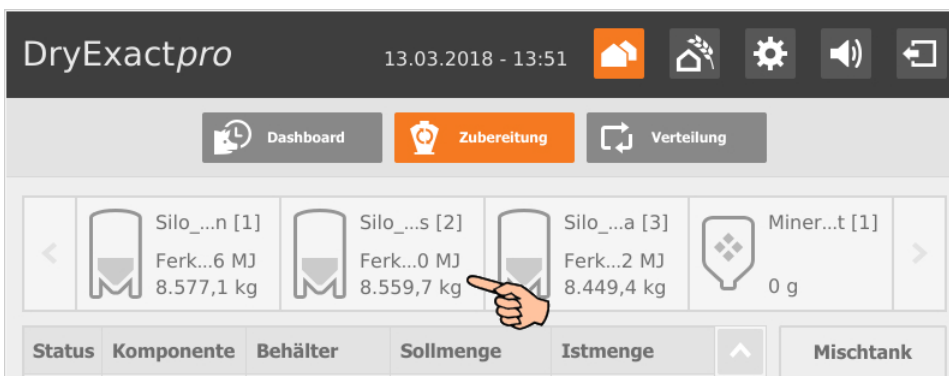 DryExactpro 13.03.2018 - 13:51
Dashboard Zubereitung Verteilung
Silo_...n [1] Silo_...s [2] Silo_...a [3] Miner...t [1]
Ferk...6 MJ Ferk...0 MJ Ferk...2 MJ
8.577,1 kg 8.559,7 kg 8.449,4 kg 0 g
Status Komponente Behälter Sollmenge Istmenge Mischtank